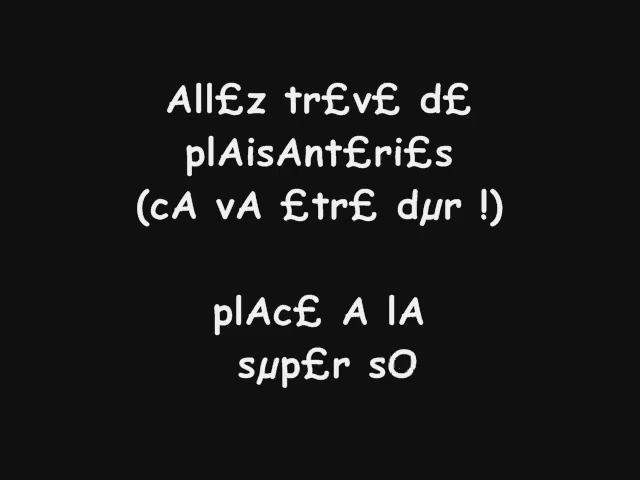 All£z tr£v£ d£
plAisAnt£ri£s
(cA vA £tr£ dµr !)
plAc£ A lA
sµp£r sO